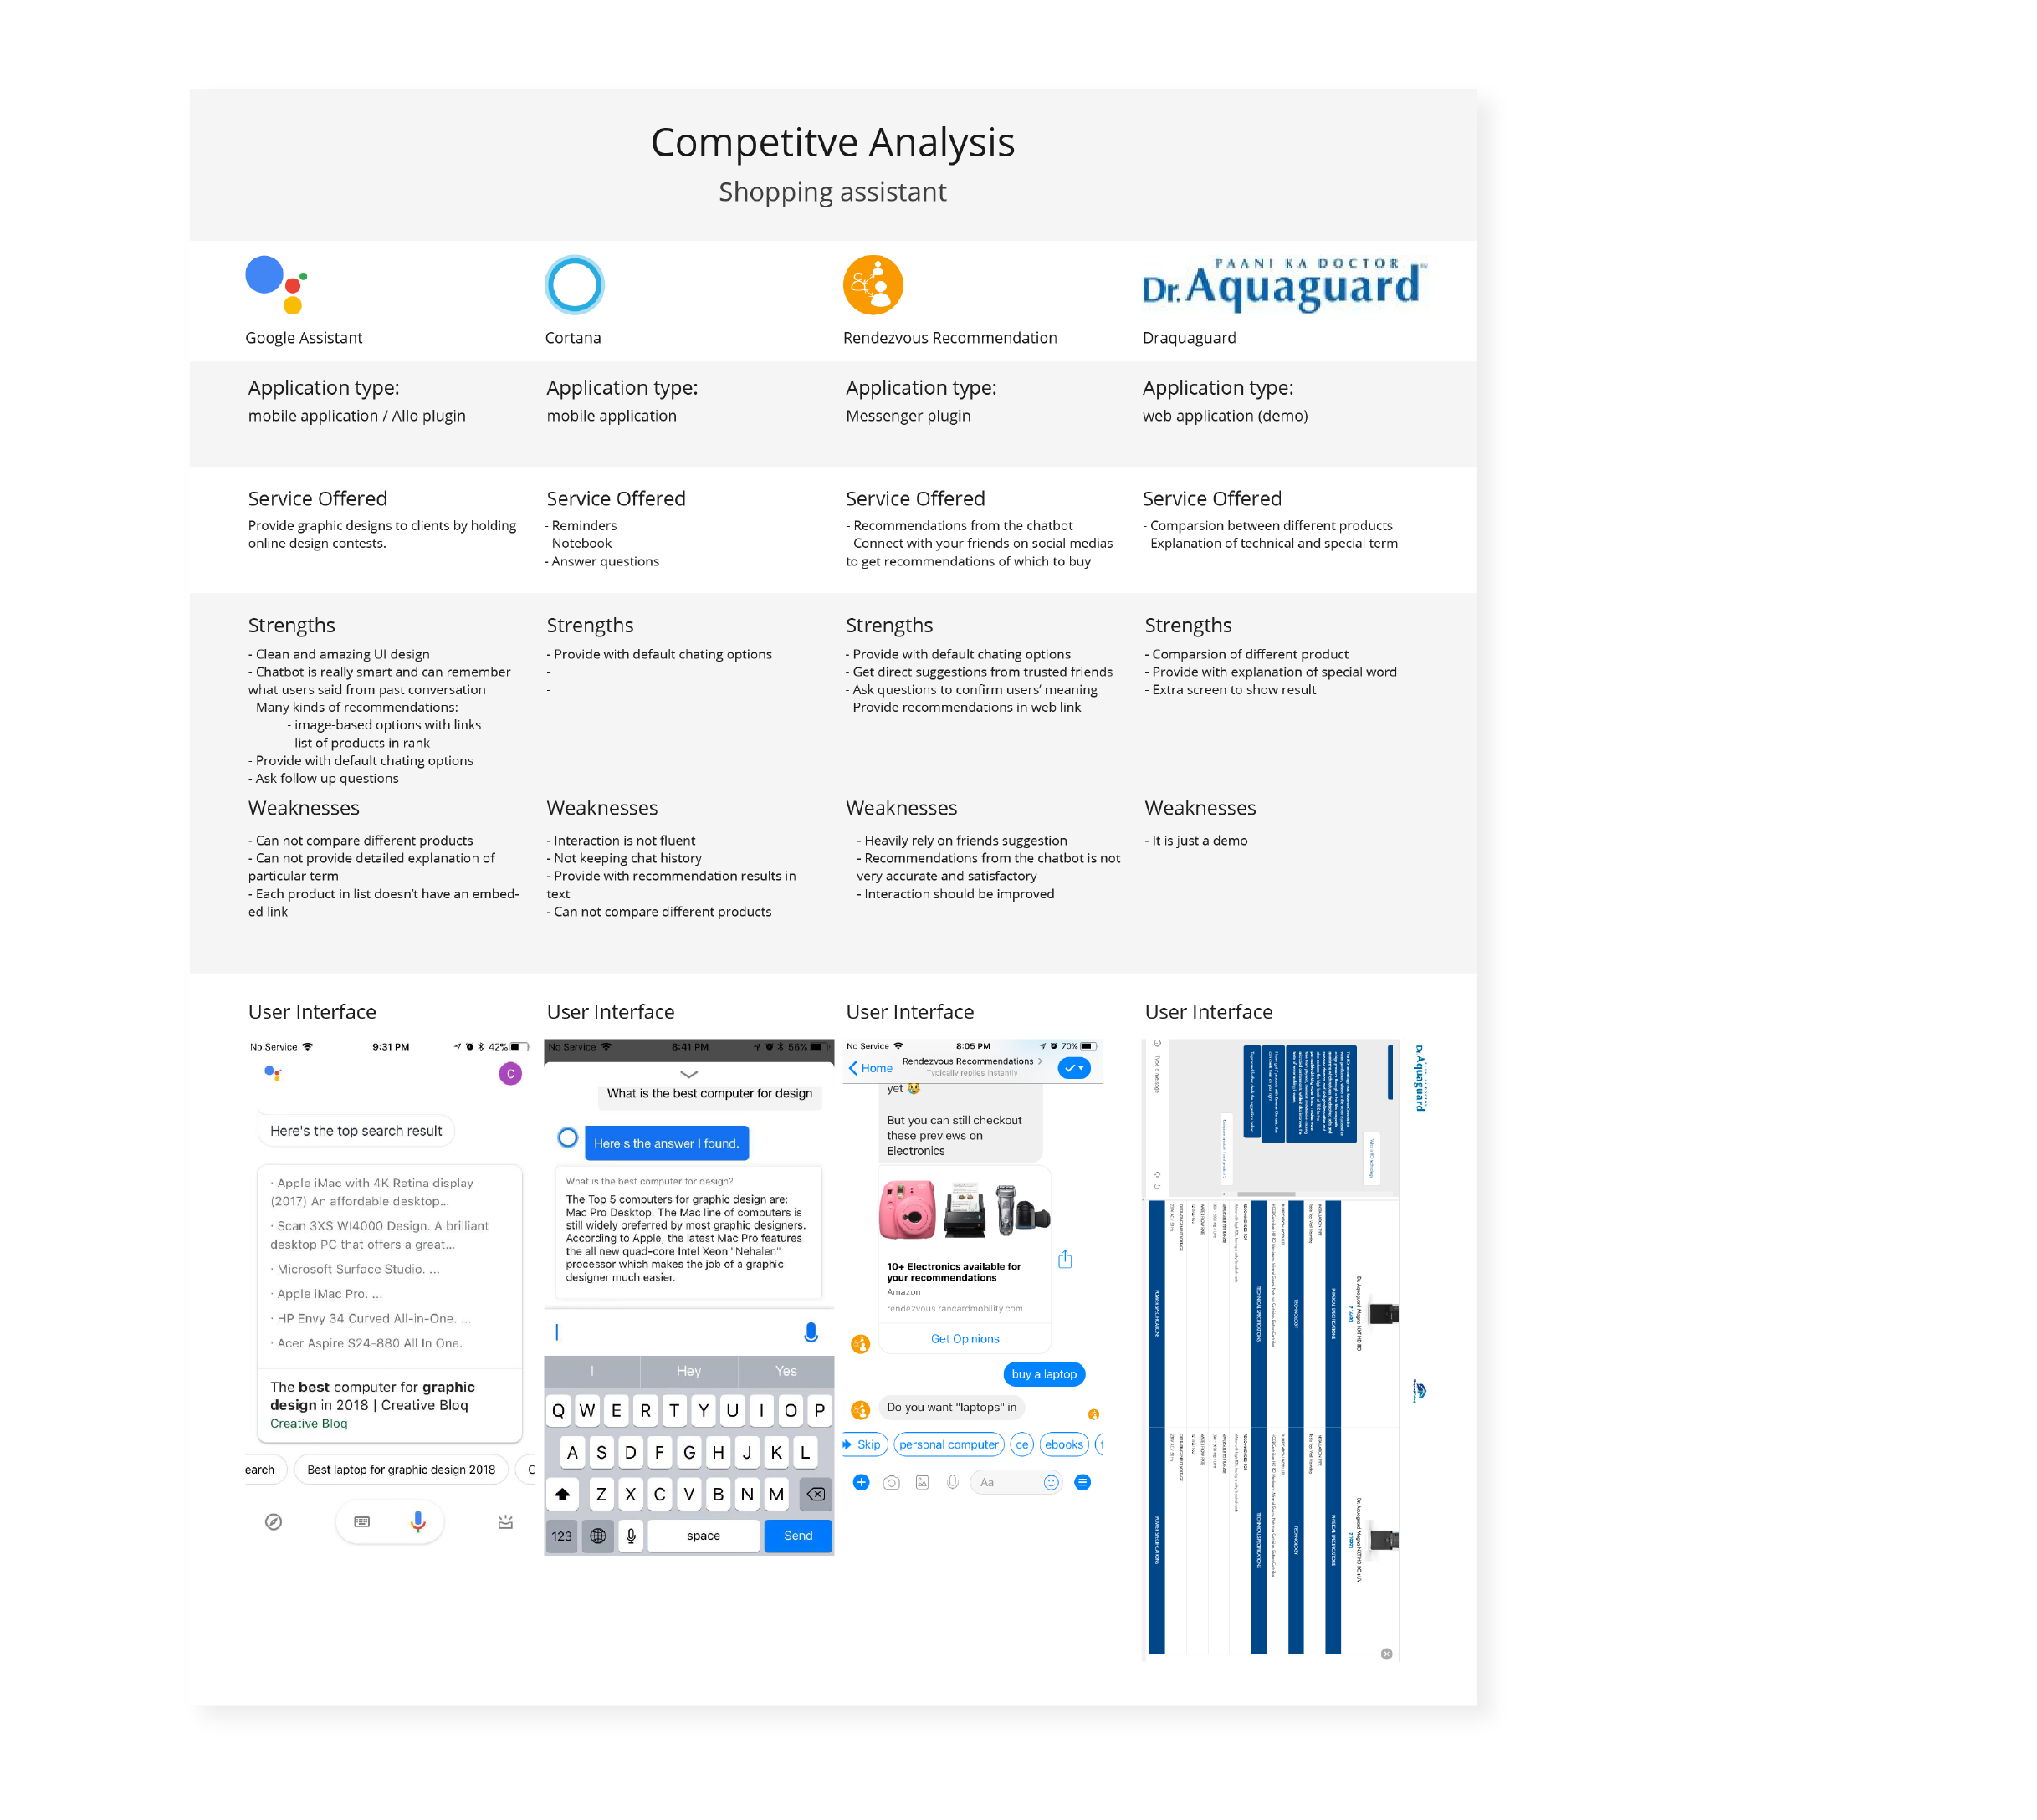 Competitve Analysis
Shopping assistant
Google Assistant
Cortana
Rendezvous Recommendation
PAANI KA DOCTOR
Dr. Aquaguard
Draquaguard
Application type:
mobile application / Allo plugin
Application type:
mobile application
Application type:
Messenger plugin
Application type:
web application (demo)
Service Offered
Provide graphic designs to clients by holding
online design contests.
Service Offered
- Reminders
- Notebook
- Answer questions
Service Offered
- Recommendations from the chatbot
- Connect with your friends on social medias
to get recommendations of which to buy
Service Offered
- Comparsion between different products
- Explanation of technical and special term
Strengths
- Clean and amazing UI design
- Chatbot is really smart and can remember
what users said from past conversation
- Many kinds of recommendations:
- image-based options with links
- list of products in rank
- Provide with default chating options
- Ask follow up questions
Strengths
- Provide with default chating options
-
-
Strengths
- Provide with default chating options
- Get direct suggestions from trusted friends
- Ask questions to confirm users' meaning
- Provide recommendations in web link
Strengths
- Comparsion of different product
- Provide with explanation of special word
- Extra screen to show result
Weaknesses
- Can not compare different products
- Can not provide detailed explanation of
particular term
- Each product in list doesn't have an embed-
ed link
Weaknesses
- Interaction is not fluent
- Not keeping chat history
- Provide with recommendation results in
text
- Can not compare different products
Weaknesses
- Heavily rely on friends suggestion
- Recommendations from the chatbot is not
very accurate and satisfactory
- Interaction should be improved
Weaknesses
- It is just a demo
User Interface
No Service 9:31 PM 42%
C
Here's the top search result
· Apple iMac with 4K Retina display
(2017) An affordable desktop...
· Scan 3XS WI4000 Design. A brilliant
desktop PC that offers a great...
· Microsoft Surface Studio. ...
· Apple iMac Pro. ...
· HP Envy 34 Curved All-in-One. ...
· Acer Aspire S24-880 All In One.
The best computer for graphic
design in 2018 | Creative Bloq
Creative Bloq
earch
Best laptop for graphic design 2018
G
User Interface
No Service 8:41 PM 56%
What is the best computer for design
Here's the answer I found.
What is the best computer for design?
The Top 5 computers for graphic design are:
Mac Pro Desktop. The Mac line of computers is
still widely preferred by most graphic designers.
According to Apple, the latest Mac Pro features
the all new quad-core Intel Xeon "Nehalen"
processor which makes the job of a graphic
designer much easier.
I Hey Yes
Q W E R T Y U I O P
A S D F G H J K L
Z X C V B N M
123 space Send
User Interface
No Service 8:05 PM 70%
Home
Rendezvous Recommendations
Typically replies instantly
yet
But you can still checkout
these previews on
Electronics
10+ Electronics available for
your recommendations
Amazon
rendezvous.rancardmobility.com
Get Opinions
buy a laptop
Do you want "laptops" in
Skip personal computer ce ebooks
Aa
User Interface
Dr. Aquaguard
Type a message
PHYSICAL SPECIFICATIONS
TECHNOLOGY
TECHNICAL SPECIFICATIONS
POWER SPECIFICATIONS
PHYSICAL SPECIFICATIONS
TECHNOLOGY
TECHNICAL SPECIFICATIONS
POWER SPECIFICATIONS